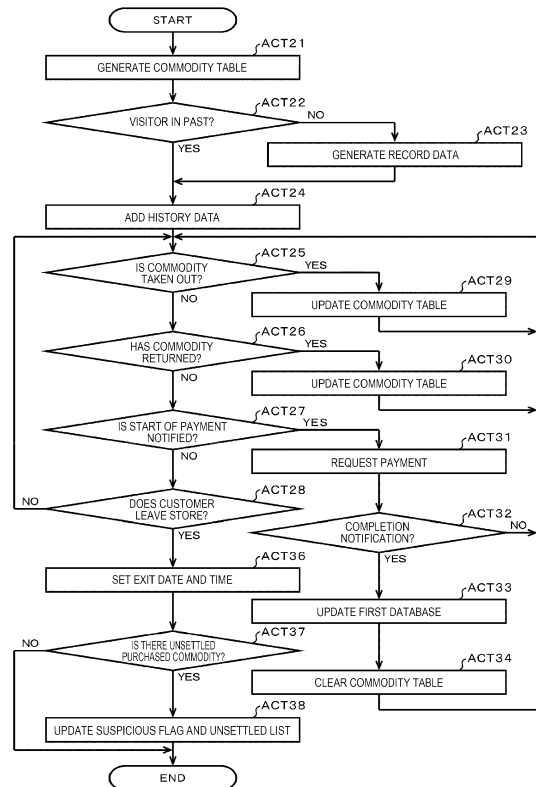 START
ACT21
GENERATE COMMODITY TABLE
ACT22
VISITOR IN PAST?
NO
YES
ACT23
GENERATE RECORD DATA
ACT24
ADD HISTORY DATA
ACT25
IS COMMODITY
TAKEN OUT?
YES
NO
ACT29
UPDATE COMMODITY TABLE
ACT26
HAS COMMODITY
RETURNED?
YES
NO
ACT30
UPDATE COMMODITY TABLE
ACT27
IS START OF PAYMENT
NOTIFIED?
YES
NO
ACT31
REQUEST PAYMENT
ACT28
DOES CUSTOMER
LEAVE STORE?
NO
YES
ACT32
COMPLETION
NOTIFICATION?
NO
YES
ACT36
SET EXIT DATE AND TIME
ACT33
UPDATE FIRST DATABASE
ACT37
IS THERE UNSETTLED
PURCHASED COMMODITY?
NO
YES
ACT34
CLEAR COMMODITY TABLE
ACT38
UPDATE SUSPICIOUS FLAG AND UNSETTLED LIST
END